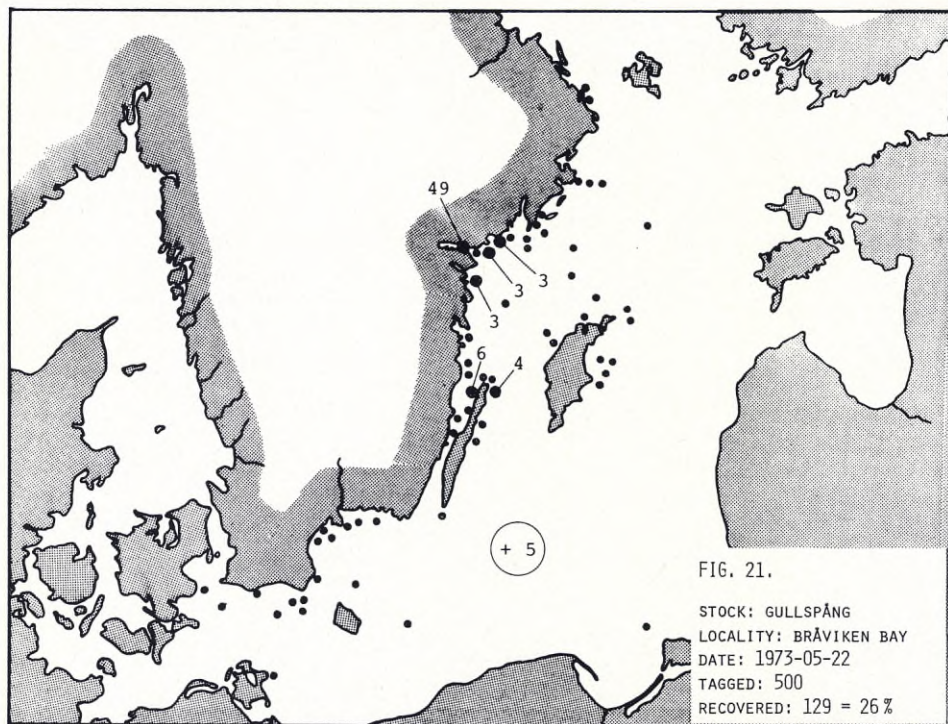 49
3
3
3
6
4
+ 5
FIG. 21.
STOCK: GULLSPÅNG
LOCALITY: BRÅVIKEN BAY
DATE: 1973-05-22
TAGGED: 500
RECOVERED: 129 = 26 %